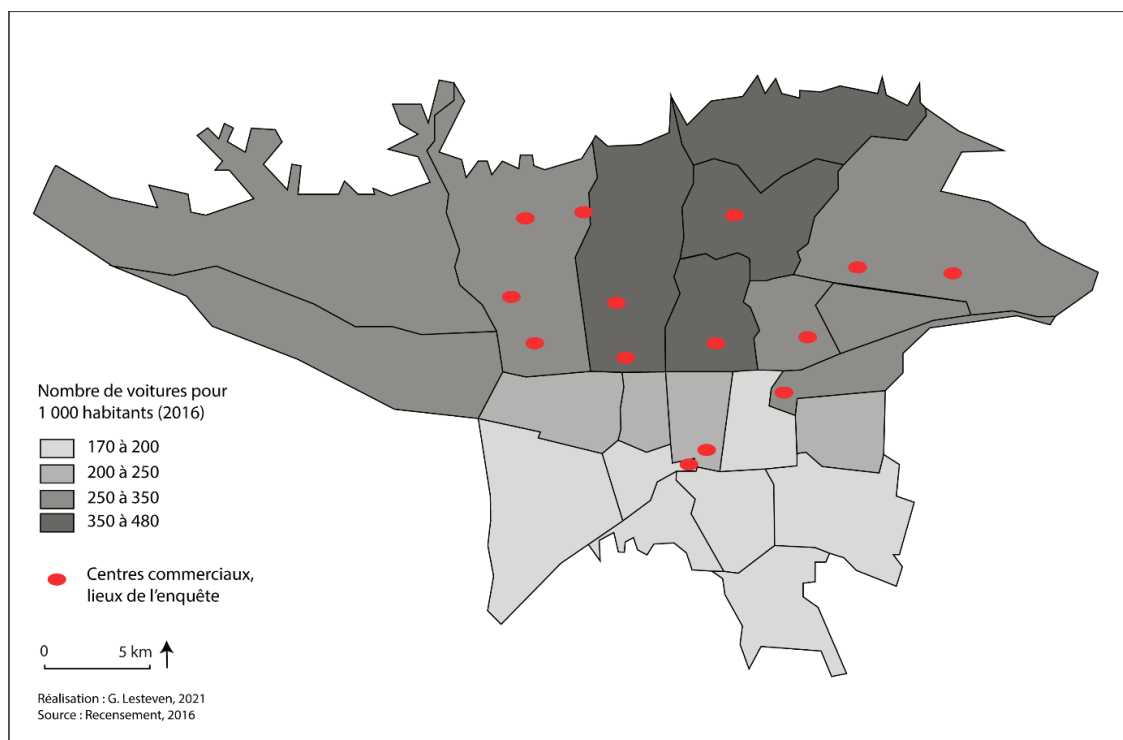 Nombre de voitures pour
1 000 habitants (2016)
170 à 200
200 à 250
250 à 350
350 à 480
Centres commerciaux,
lieux de l'enquête
0 5 km
Réalisation : G. Lesteven, 2021
Source : Recensement, 2016